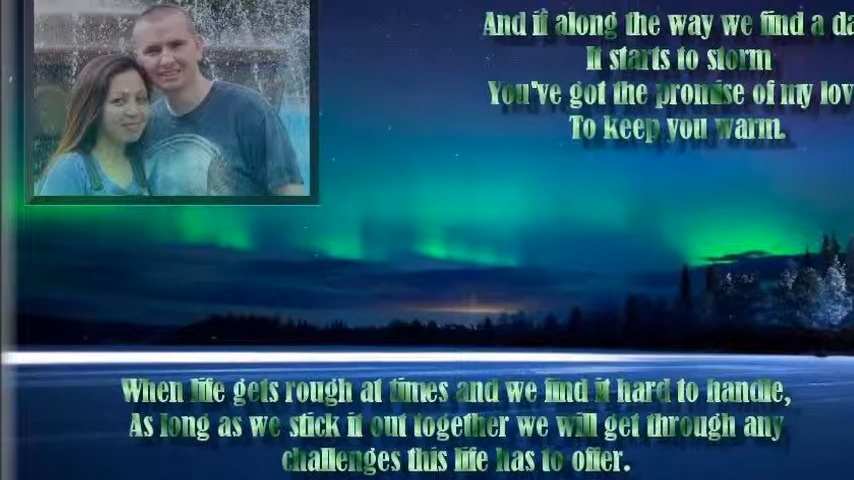 And if along the way we find a da
It starts to storm
You've got the promise of my lov
To keep you warm.
When life gets rough at times and we find it hard to handle,
As long as we stick it out together we will get through any
challenges this life has to offer.